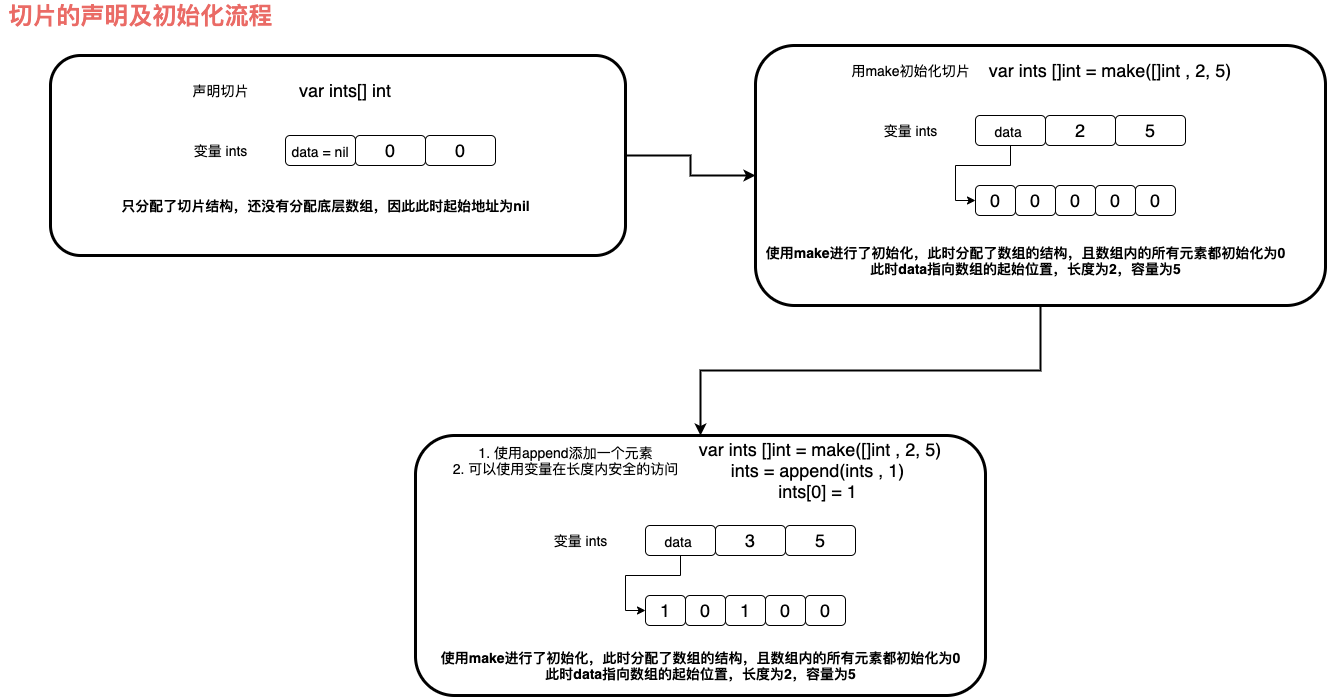 切片的声明及初始化流程
声明切片 var ints[] int
变量 ints data = nil 0 0
只分配了切片结构，还没有分配底层数组，因此此时起始地址为nil
用make初始化切片 var ints []int = make([]int , 2, 5)
变量 ints data 2 5
0 0 0 0 0
使用make进行了初始化，此时分配了数组的结构，且数组内的所有元素都初始化为0
此时data指向数组的起始位置，长度为2，容量为5
1. 使用append添加一个元素
2. 可以使用变量在长度内安全的访问
var ints []int = make([]int , 2, 5)
ints = append(ints , 1)
ints[0] = 1
变量 ints data 3 5
1 0 1 0 0
使用make进行了初始化，此时分配了数组的结构，且数组内的所有元素都初始化为0
此时data指向数组的起始位置，长度为2，容量为5